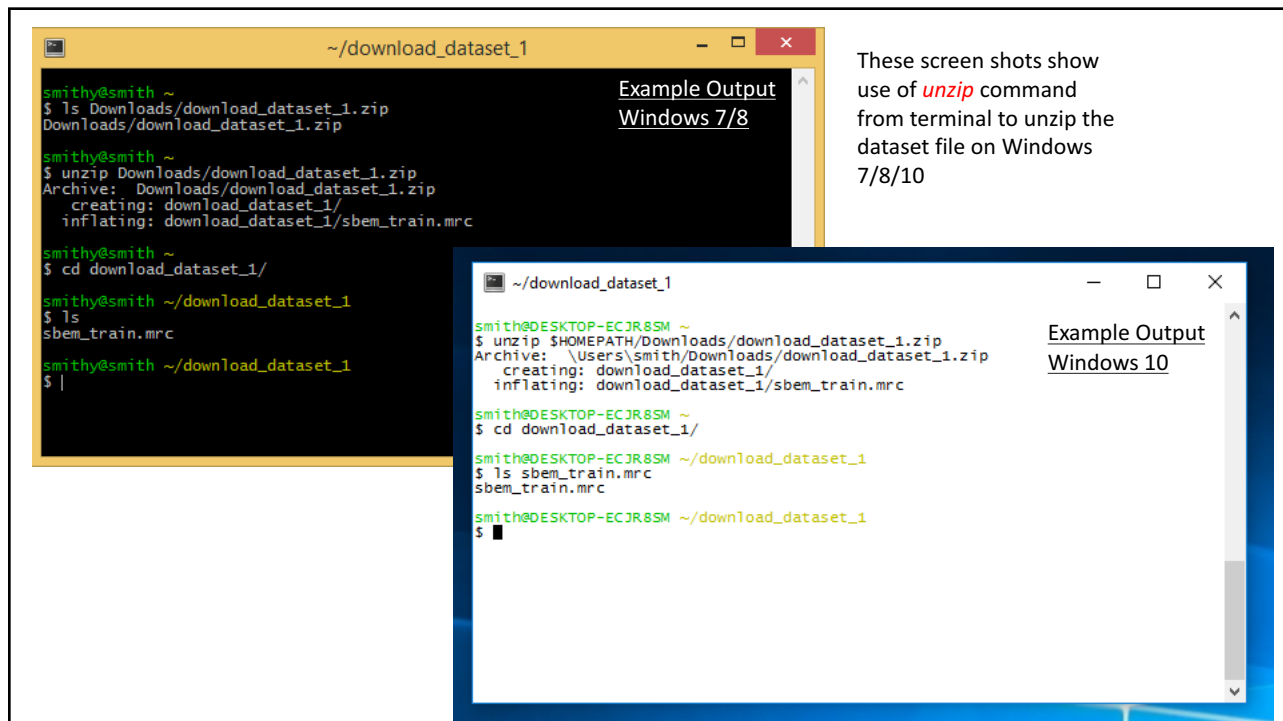 ~/download_dataset_1
smithy@smith ~
$ ls Downloads/download_dataset_1.zip
Downloads/download_dataset_1.zip
smithy@smith ~
$ unzip Downloads/download_dataset_1.zip
Archive:  Downloads/download_dataset_1.zip
   creating: download_dataset_1/
  inflating: download_dataset_1/sbem_train.mrc
smithy@smith ~
$ cd download_dataset_1/
smithy@smith ~/download_dataset_1
$ ls
sbem_train.mrc
smithy@smith ~/download_dataset_1
$
Example Output
Windows 7/8
These screen shots show
use of unzip command
from terminal to unzip the
dataset file on Windows
7/8/10
~/download_dataset_1
smith@DESKTOP-ECJR8SM ~
$ unzip $HOMEPATH/Downloads/download_dataset_1.zip
Archive:  \Users\smith/Downloads/download_dataset_1.zip
   creating: download_dataset_1/
  inflating: download_dataset_1/sbem_train.mrc
smith@DESKTOP-ECJR8SM ~
$ cd download_dataset_1/
smith@DESKTOP-ECJR8SM ~/download_dataset_1
$ ls sbem_train.mrc
sbem_train.mrc
smith@DESKTOP-ECJR8SM ~/download_dataset_1
$
Example Output
Windows 10